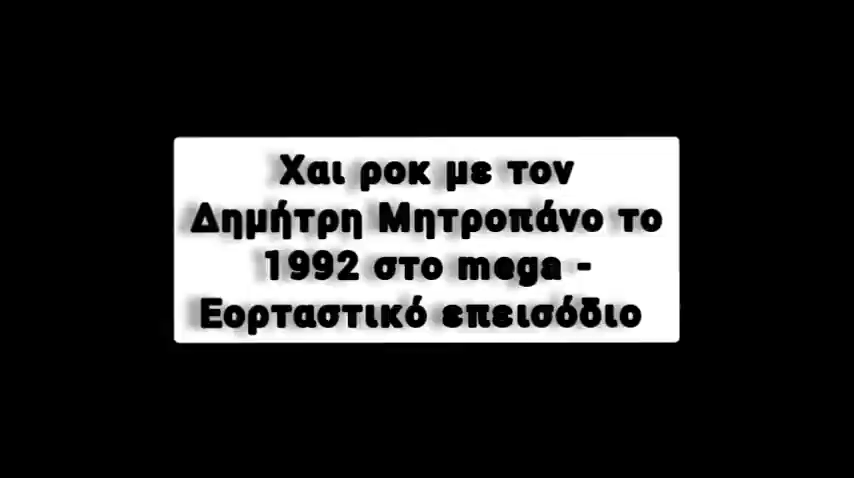 Χαι ροκ με τον
Δημήτρη Μητροπάνο το
1992 στο mega -
Εορταστικό επεισόδιο